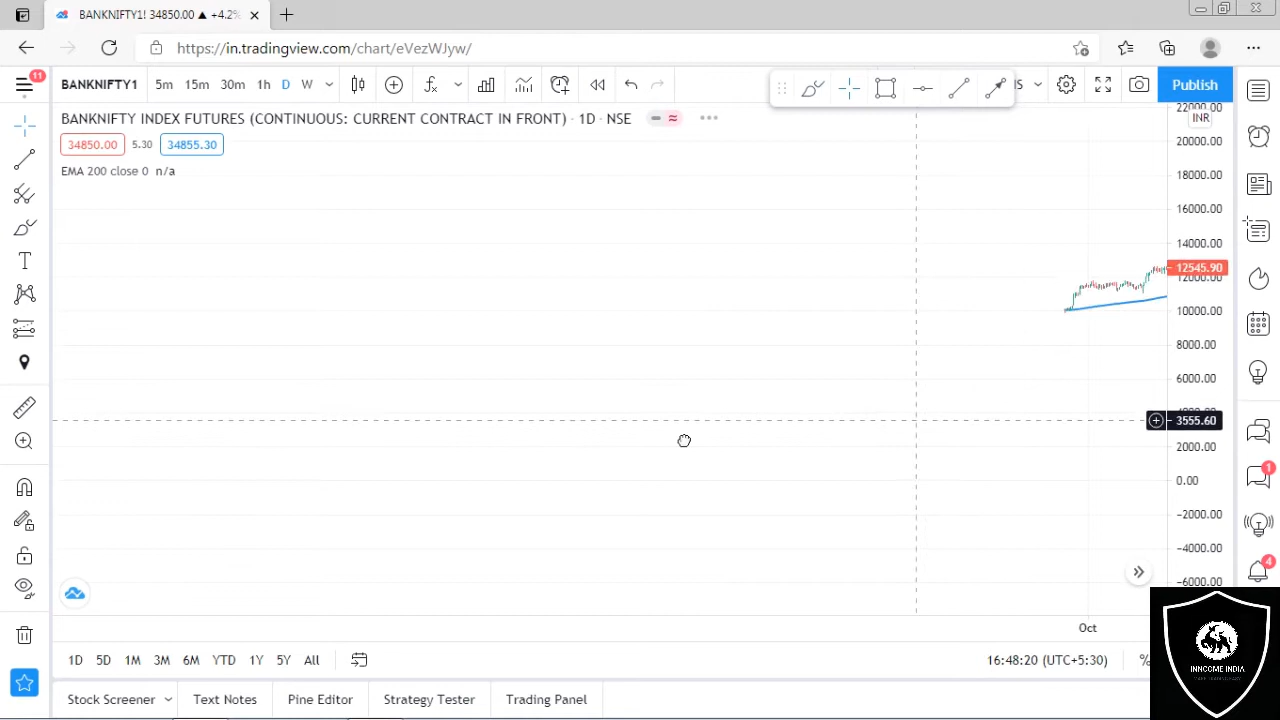 BANKNIFTY1! 34850.00 ▲ +4.2%
https://in.tradingview.com/chart/eVezWJyw/
11
BANKNIFTY1 5m 15m 30m 1h D W Publish
BANKNIFTY INDEX FUTURES (CONTINUOUS: CURRENT CONTRACT IN FRONT) · 1D · NSE
34850.00 5.30 34855.30
EMA 200 close 0 n/a
22000.00
INR
20000.00
18000.00
16000.00
14000.00
12545.90
12000.00
10000.00
8000.00
6000.00
3555.60
2000.00
0.00
−2000.00
−4000.00
−6000.00
1
4
Oct
1D 5D 1M 3M 6M YTD 1Y 5Y All 16:48:20 (UTC+5:30) %
Stock Screener Text Notes Pine Editor Strategy Tester Trading Panel
INNCOME INDIA